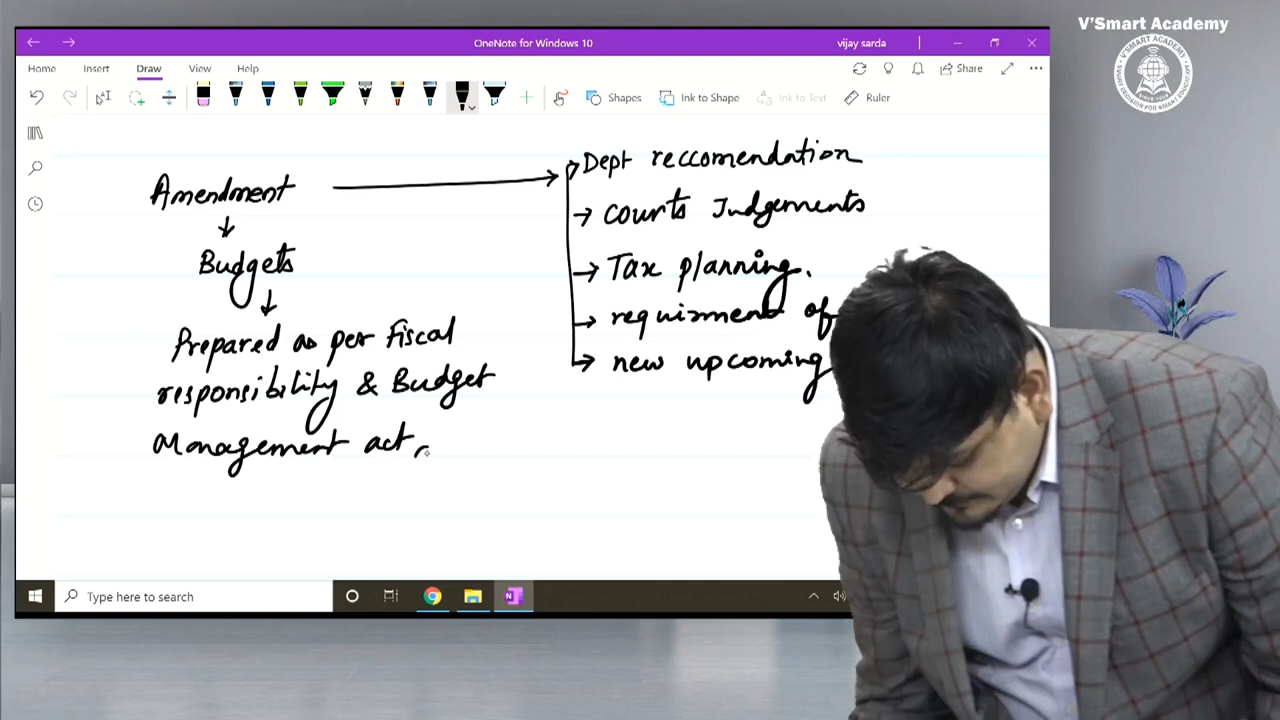 V'Smart Academy
OneNote for Windows 10
vijay sarda
Home Insert Draw View Help
Share
Shapes
Ink to Shape
Ink to Text
Ruler
Amendment
Budgets
Prepared as per Fiscal
responsibility & Budget
Management act,
Dept reccomendation
Courts Judgements
Tax planning.
requirment of
new upcoming
Type here to search